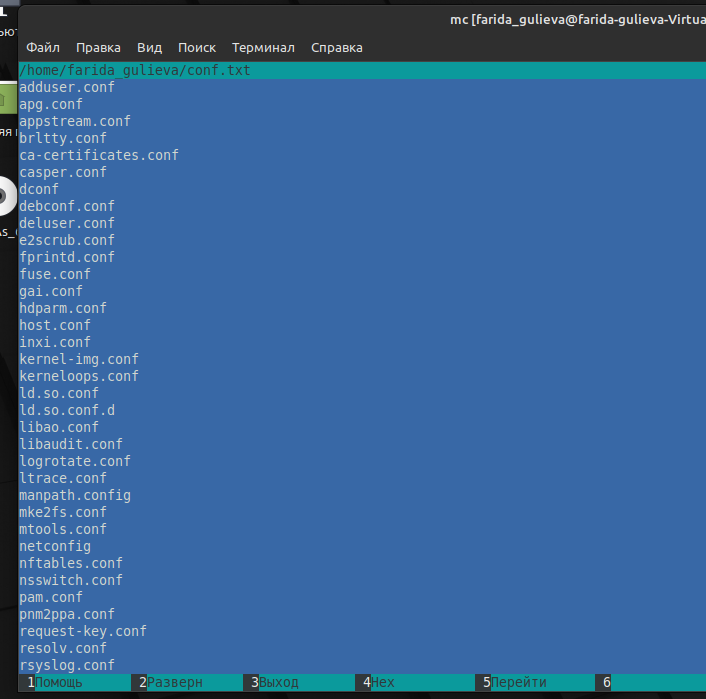 mc [farida_gulieva@farida-gulieva-Virtua
Файл Правка Вид Поиск Терминал Справка
/home/farida_gulieva/conf.txt
adduser.conf
apg.conf
appstream.conf
brltty.conf
ca-certificates.conf
casper.conf
dconf
debconf.conf
deluser.conf
e2scrub.conf
fprintd.conf
fuse.conf
gai.conf
hdparm.conf
host.conf
inxi.conf
kernel-img.conf
kerneloops.conf
ld.so.conf
ld.so.conf.d
libao.conf
libaudit.conf
logrotate.conf
ltrace.conf
manpath.config
mke2fs.conf
mtools.conf
netconfig
nftables.conf
nsswitch.conf
pam.conf
pnm2ppa.conf
request-key.conf
resolv.conf
rsyslog.conf
1Помощь 2Разверн 3Выход 4Hex 5Перейти 6